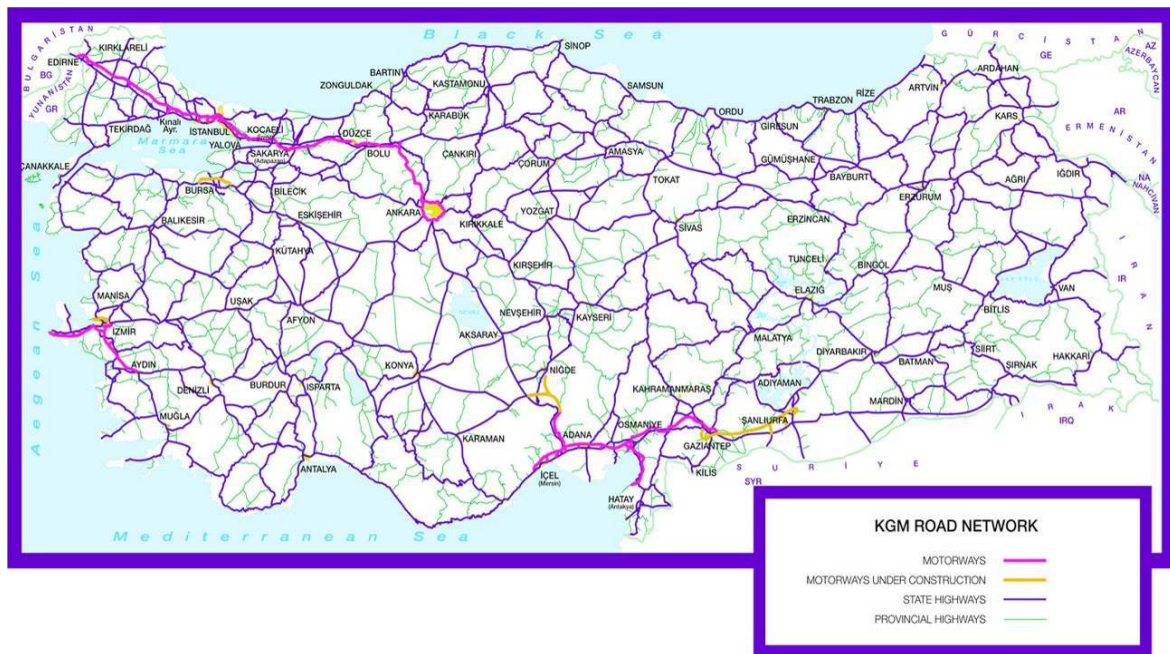 Black Sea
GÜRCİSTAN
GE
AZ
AZERBAYCAN
BULGARİSTAN
BG
YUNANİSTAN
GR
KIRKLARELİ
EDİRNE
SİNOP
BARTIN
ZONGULDAK
KASTAMONU
SAMSUN
ARDAHAN
ARTVİN
RİZE
TRABZON
ORDU
GİRESUN
KARS
AR
ERMENİSTAN
KARABÜK
TEKİRDAĞ
Kınalı
Ayr.
İSTANBUL
KOCAELİ
DÜZCE
Marmara
Sea
YALOVA
SAKARYA
(Adapazarı)
BOLU
ÇANKIRI
ÇORUM
AMASYA
TOKAT
GÜMÜŞHANE
BAYBURT
AĞRI
IĞDIR
NA
NAHCİVAN
ÇANAKKALE
BURSA
BİLECİK
ESKİŞEHİR
ANKARA
KIRIKKALE
YOZGAT
SİVAS
ERZİNCAN
ERZURUM
BALIKESİR
KÜTAHYA
KIRŞEHİR
TUNCELİ
BİNGÖL
ELAZIĞ
MUŞ
VAN
BİTLİS
İRAN
IR
Aegean Sea
MANİSA
UŞAK
AFYON
İZMİR
AYDIN
DENİZLİ
BURDUR
ISPARTA
MUĞLA
ANTALYA
KONYA
AKSARAY
NEVŞEHİR
KAYSERİ
NİĞDE
KARAMAN
ADANA
İÇEL
(Mersin)
OSMANİYE
KAHRAMANMARAŞ
MALATYA
ADIYAMAN
DİYARBAKIR
BATMAN
SİİRT
ŞIRNAK
HAKKARİ
MARDİN
ŞANLIURFA
GAZİANTEP
KİLİS
HATAY
(Antakya)
SURİYE
SYR
IRAK
IRQ
Mediterranean Sea
KGM ROAD NETWORK
MOTORWAYS
MOTORWAYS UNDER CONSTRUCTION
STATE HIGHWAYS
PROVINCIAL HIGHWAYS